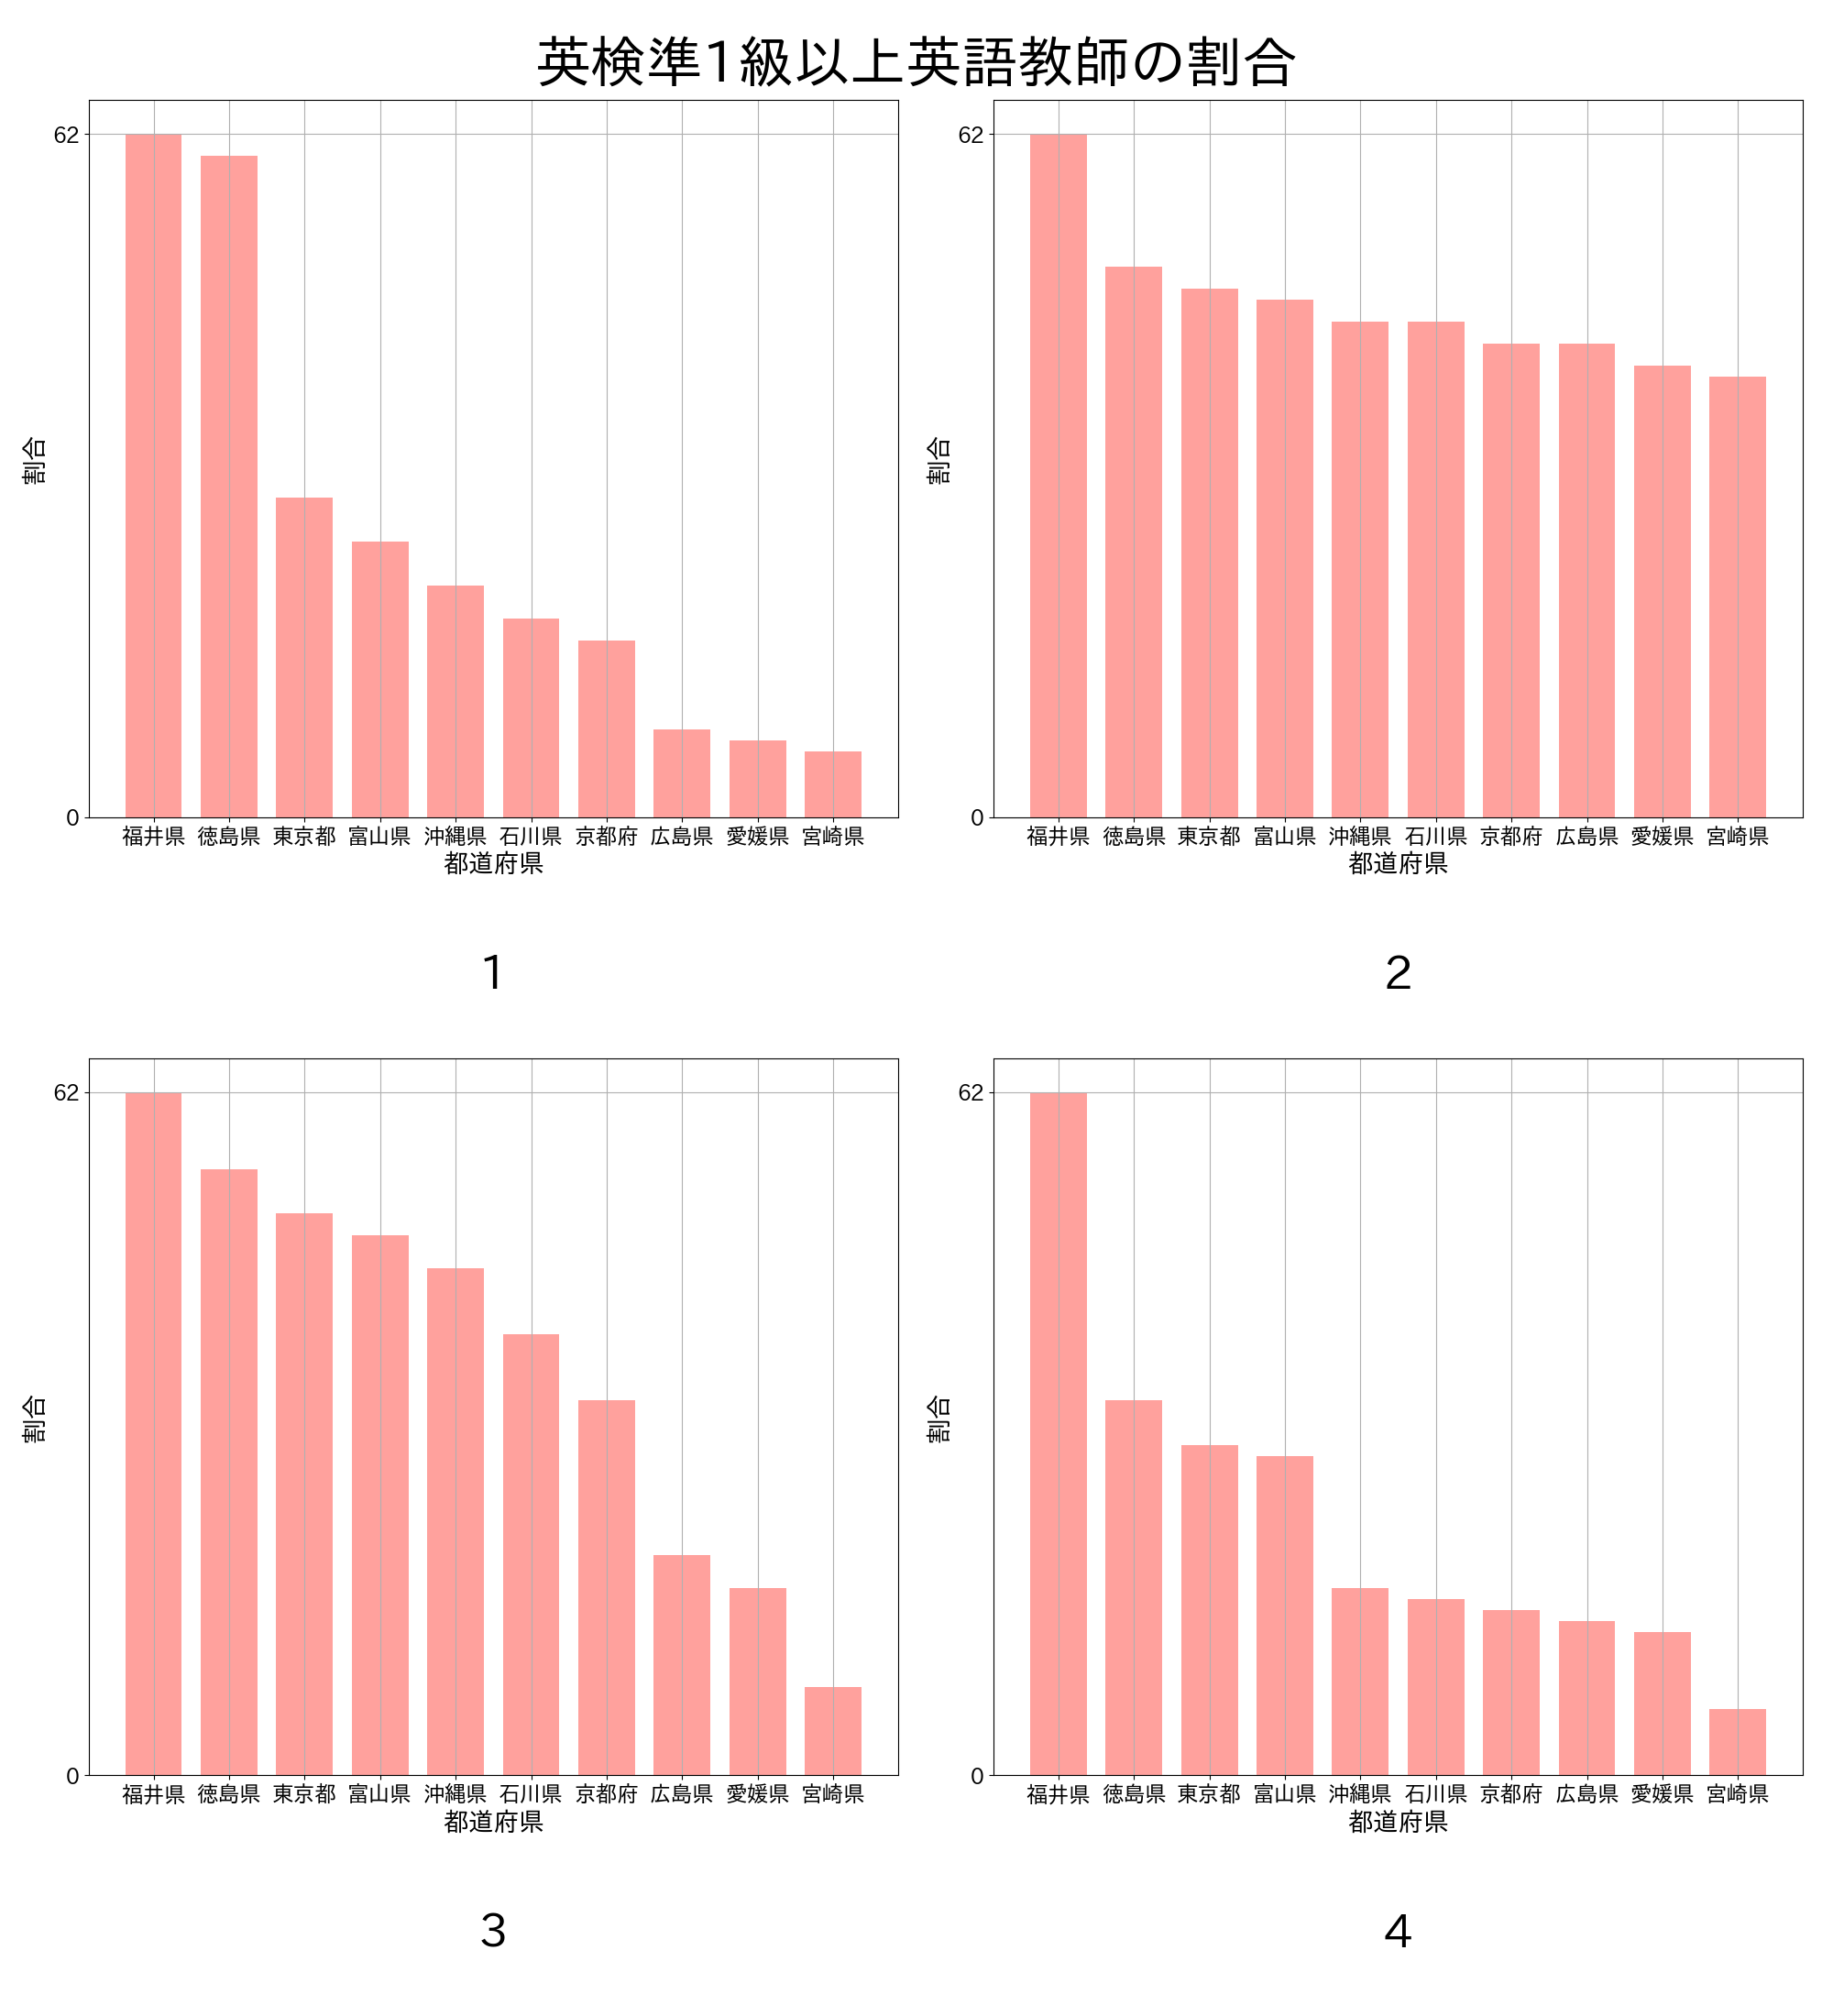 英検準1級以上英語教師の割合
62
0
割合
福井県 徳島県 東京都 富山県 沖縄県 石川県 京都府 広島県 愛媛県 宮崎県
都道府県
1
62
0
割合
福井県 徳島県 東京都 富山県 沖縄県 石川県 京都府 広島県 愛媛県 宮崎県
都道府県
2
62
0
割合
福井県 徳島県 東京都 富山県 沖縄県 石川県 京都府 広島県 愛媛県 宮崎県
都道府県
3
62
0
割合
福井県 徳島県 東京都 富山県 沖縄県 石川県 京都府 広島県 愛媛県 宮崎県
都道府県
4